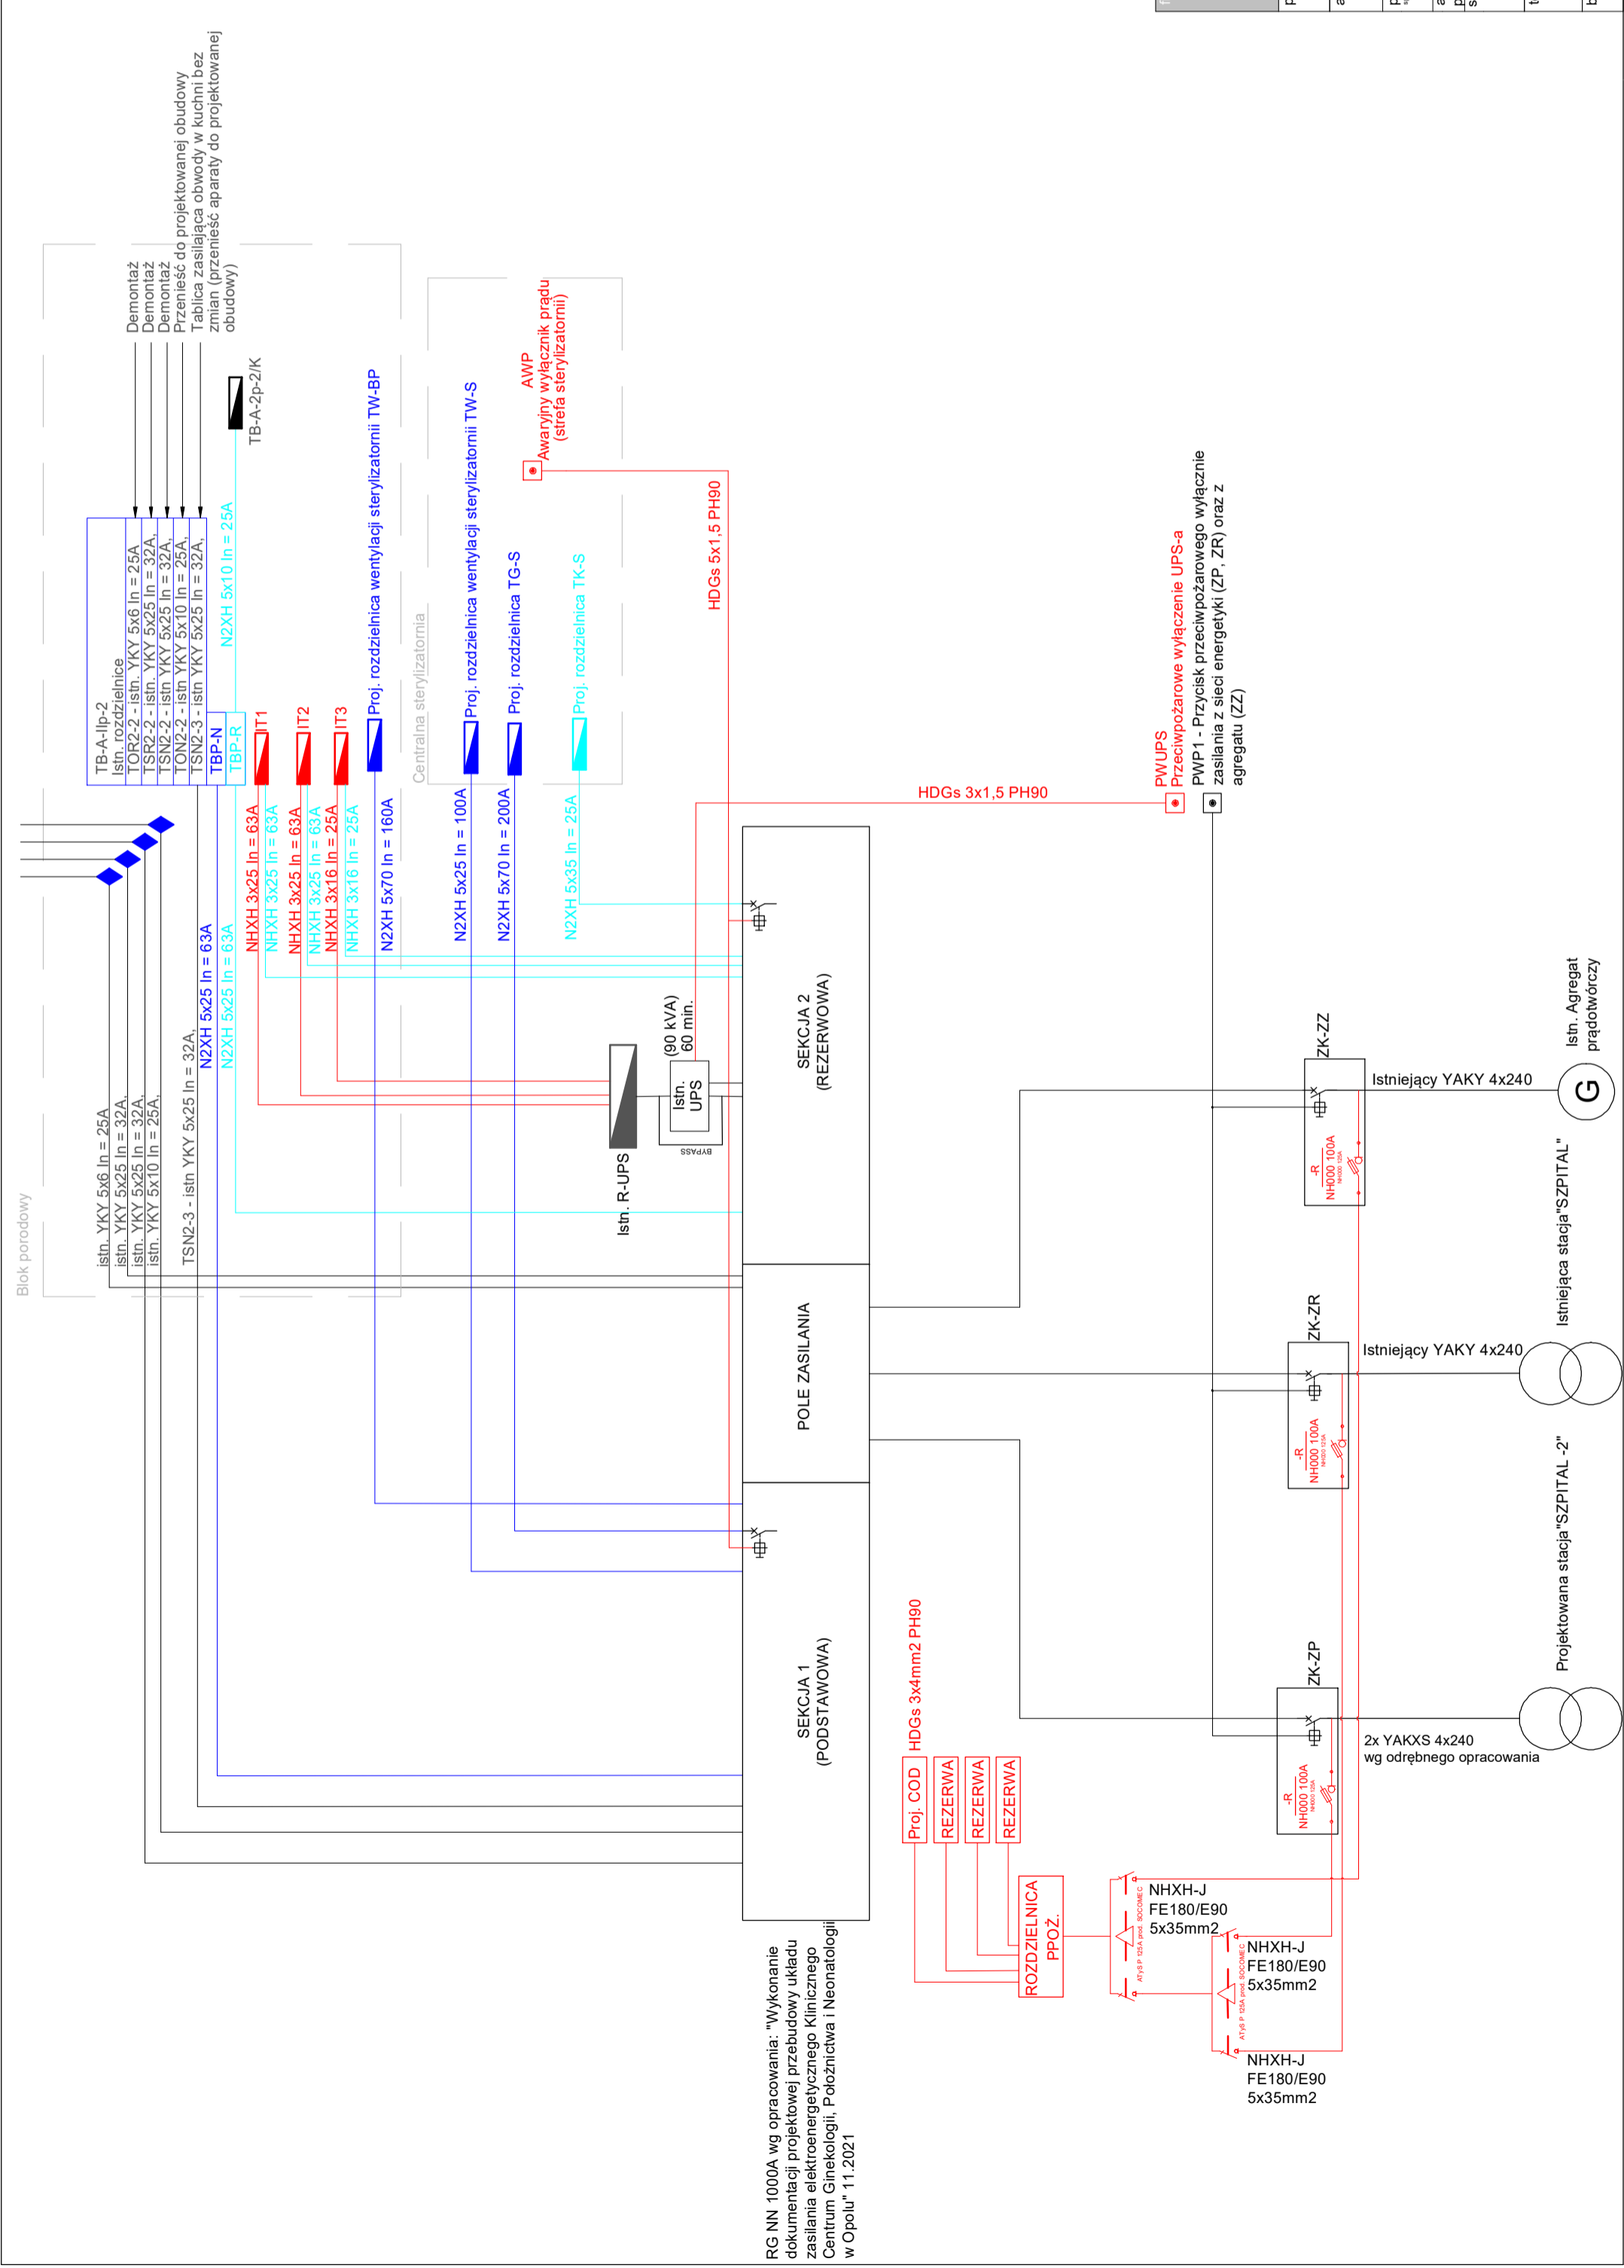 Blok porodowy
istn. YKY 5x6 In = 25A
istn. YKY 5x25 In = 32A,
istn. YKY 5x25 In = 32A,
istn. YKY 5x10 In = 25A,
TSN2-3 - istn YKY 5x25 In = 32A,
N2XH 5x25 In = 63A
N2XH 5x25 In = 63A
TB-A-IIp-2
Istn. rozdzielnice
TOR2-2 - istn. YKY 5x6 In = 25A
TSR2-2 - istn. YKY 5x25 In = 32A,
TSN2-2 - istn YKY 5x25 In = 32A,
TON2-2 - istn YKY 5x10 In = 25A,
TSN2-3 - istn YKY 5x25 In = 32A,
TBP-N
TBP-R
N2XH 5x10 In = 25A
TB-A-2p-2/K
Demontaż
Demontaż
Demontaż
Przenieść do projektowanej obudowy
Tablica zasilająca obwody w kuchni bez
zmian (przenieść aparaty do projektowanej
obudowy)
NHXH 3x25 In = 63A
IT1
NHXH 3x25 In = 63A
NHXH 3x25 In = 63A
IT2
NHXH 3x25 In = 63A
NHXH 3x16 In = 25A
IT3
NHXH 3x16 In = 25A
N2XH 5x70 In = 160A
Proj. rozdzielnica wentylacji sterylizatornii TW-BP
Centralna sterylizatornia
N2XH 5x25 In = 100A
Proj. rozdzielnica wentylacji sterylizatornii TW-S
N2XH 5x70 In = 200A
Proj. rozdzielnica TG-S
N2XH 5x35 In = 25A
Proj. rozdzielnica TK-S
AWP
Awaryjny wyłącznik prądu
(strefa sterylizatornii)
HDGs 5x1,5 PH90
Istn. R-UPS
(90 kVA)
60 min.
Istn.
UPS
BYPASS
RG NN 1000A wg opracowania: "Wykonanie
dokumentacji projektowej przebudowy układu
zasilania elektroenergetycznego Klinicznego
Centrum Ginekologii, Położnictwa i Neonatologii
w Opolu" 11.2021
SEKCJA 1
(PODSTAWOWA)
POLE ZASILANIA
SEKCJA 2
(REZERWOWA)
HDGs 3x1,5 PH90
PWUPS
Przeciwpożarowe wyłączenie UPS-a
PWP1 - Przycisk przeciwpożarowego wyłącznie
zasilania z sieci energetyki (ZP, ZR) oraz z
agregatu (ZZ)
Proj. COD
HDGs 3x4mm2 PH90
REZERWA
REZERWA
REZERWA
ROZDZIELNICA
PPOŻ.
ATyS P 125A prod. SOCOMEC
NHXH-J
FE180/E90
5x35mm2
ATyS P 125A prod. SOCOMEC
NHXH-J
FE180/E90
5x35mm2
NHXH-J
FE180/E90
5x35mm2
ZK-ZP
-R
NH000 100A
NH000 125A
2x YAKXS 4x240
wg odrębnego opracowania
Projektowana stacja"SZPITAL -2"
ZK-ZR
-R
NH000 100A
NH000 125A
Istniejący YAKY 4x240
Istniejąca stacja"SZPITAL"
ZK-ZZ
-R
NH000 100A
NH000 125A
Istniejący YAKY 4x240
G
Istn. Agregat
prądotwórczy